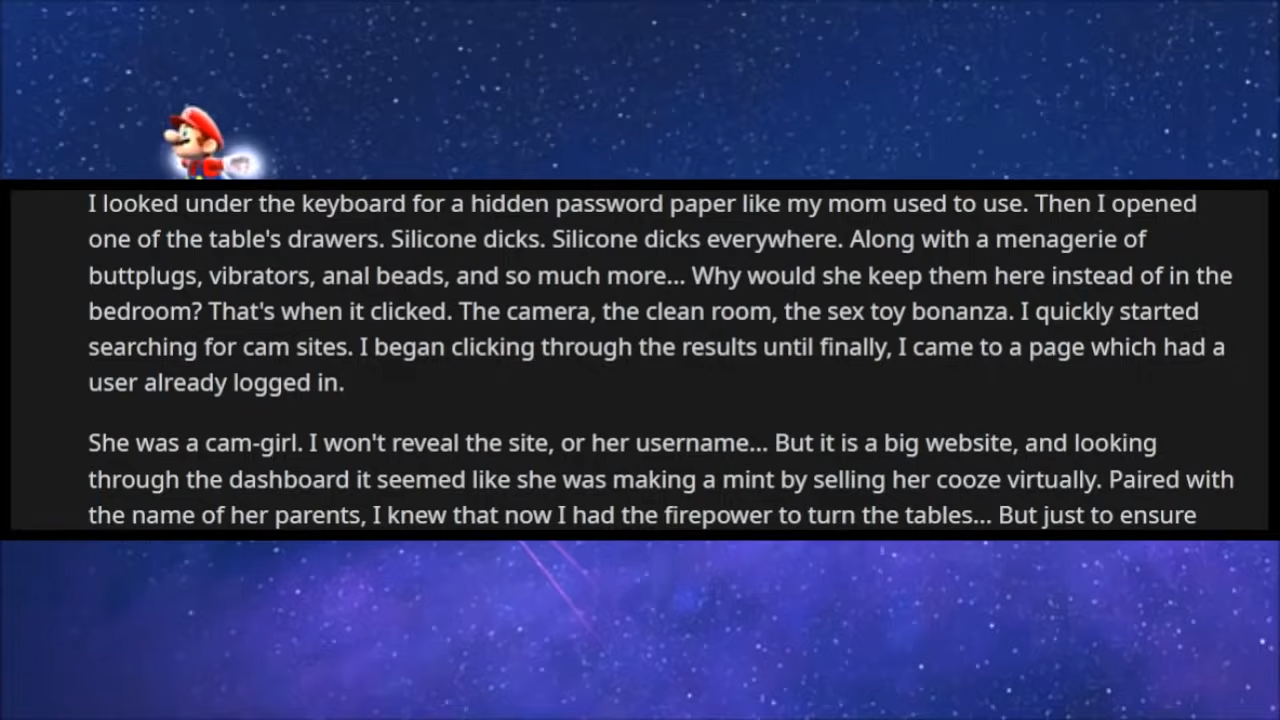 I looked under the keyboard for a hidden password paper like my mom used to use. Then I opened
one of the table's drawers. Silicone dicks. Silicone dicks everywhere. Along with a menagerie of
buttplugs, vibrators, anal beads, and so much more... Why would she keep them here instead of in the
bedroom? That's when it clicked. The camera, the clean room, the sex toy bonanza. I quickly started
searching for cam sites. I began clicking through the results until finally, I came to a page which had a
user already logged in.
She was a cam-girl. I won't reveal the site, or her username... But it is a big website, and looking
through the dashboard it seemed like she was making a mint by selling her cooze virtually. Paired with
the name of her parents, I knew that now I had the firepower to turn the tables... But just to ensure